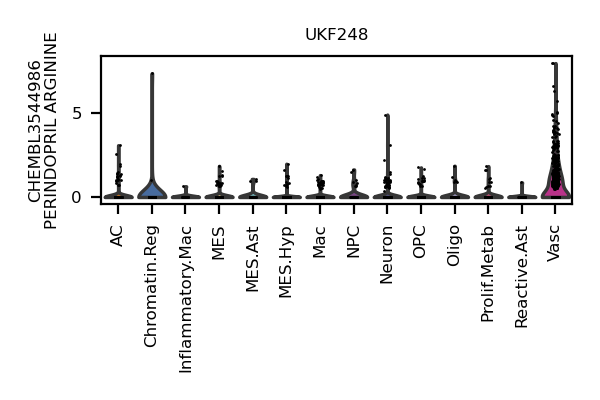 UKF248
CHEMBL3544986
PERINDOPRIL ARGININE
5
0
AC
Chromatin.Reg
Inflammatory.Mac
MES
MES.Ast
MES.Hyp
Mac
NPC
Neuron
OPC
Oligo
Prolif.Metab
Reactive.Ast
Vasc